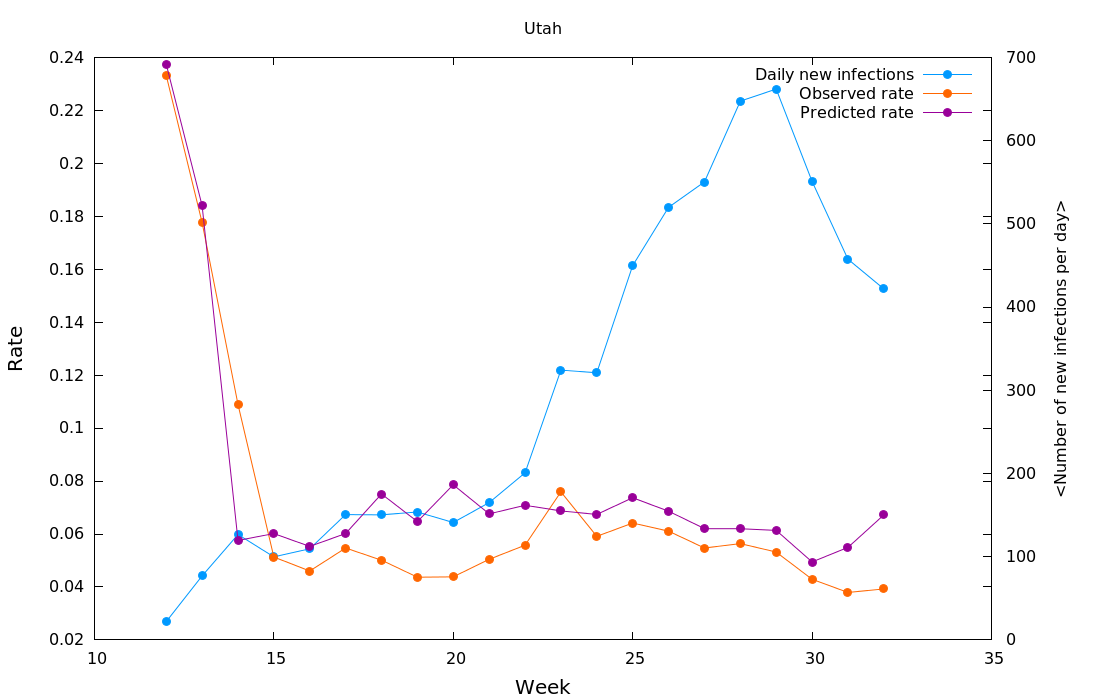 Utah
Daily new infections
Observed rate
Predicted rate
0.24
0.22
0.2
0.18
0.16
0.14
0.12
0.1
0.08
0.06
0.04
0.02
Rate
700
600
500
400
300
200
100
0
<Number of new infections per day>
10 15 20 25 30 35
Week